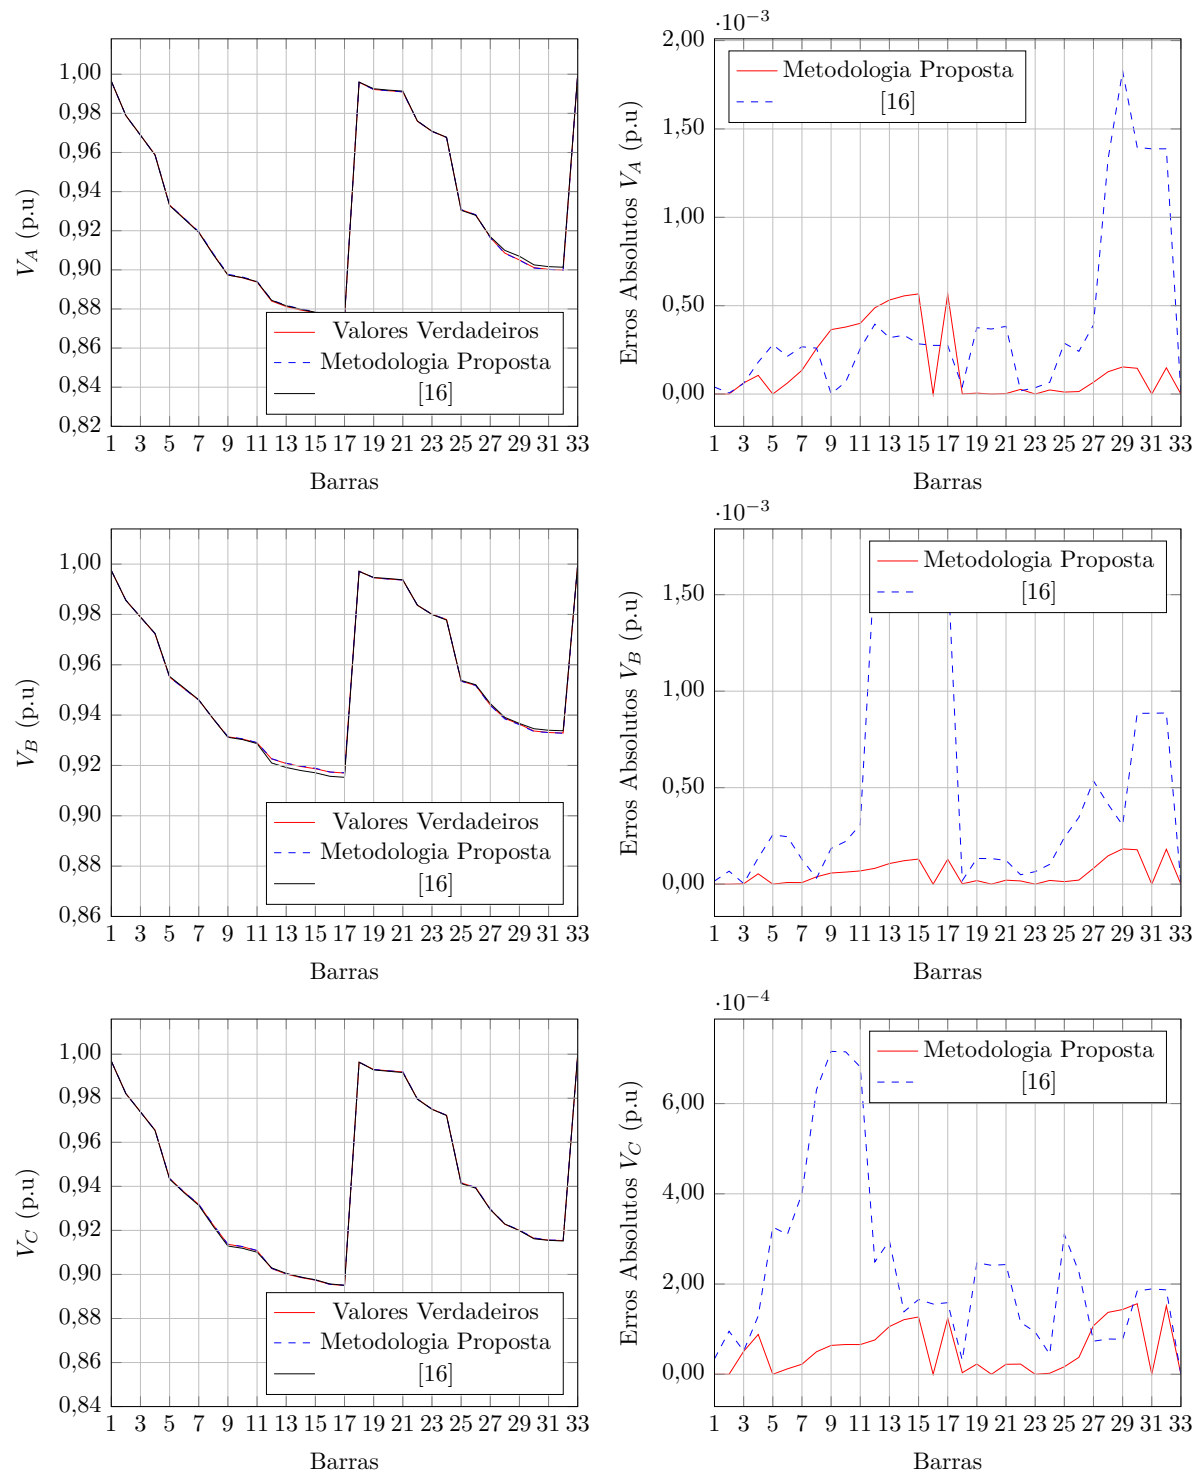 1,00
0,98
0,96
0,94
0,92
0,90
0,88
0,86
0,84
0,82
V_A (p.u)
1 3 5 7 9 11 13 15 17 19 21 23 25 27 29 31 33
Barras
Valores Verdadeiros
Metodologia Proposta
[16]
·10⁻³
2,00
1,50
1,00
0,50
0,00
Erros Absolutos V_A (p.u)
1 3 5 7 9 11 13 15 17 19 21 23 25 27 29 31 33
Barras
Metodologia Proposta
[16]
1,00
0,98
0,96
0,94
0,92
0,90
0,88
0,86
V_B (p.u)
1 3 5 7 9 11 13 15 17 19 21 23 25 27 29 31 33
Barras
Valores Verdadeiros
Metodologia Proposta
[16]
·10⁻³
1,50
1,00
0,50
0,00
Erros Absolutos V_B (p.u)
1 3 5 7 9 11 13 15 17 19 21 23 25 27 29 31 33
Barras
Metodologia Proposta
[16]
1,00
0,98
0,96
0,94
0,92
0,90
0,88
0,86
0,84
V_C (p.u)
1 3 5 7 9 11 13 15 17 19 21 23 25 27 29 31 33
Barras
Valores Verdadeiros
Metodologia Proposta
[16]
·10⁻⁴
6,00
4,00
2,00
0,00
Erros Absolutos V_C (p.u)
1 3 5 7 9 11 13 15 17 19 21 23 25 27 29 31 33
Barras
Metodologia Proposta
[16]